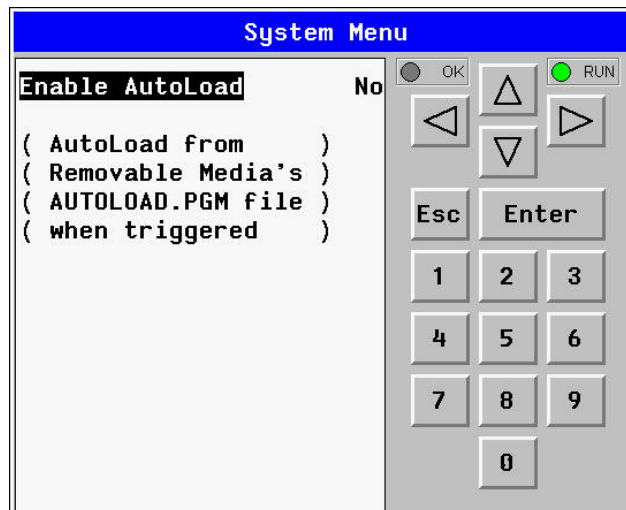 System Menu
Enable AutoLoad No
( AutoLoad from )
( Removable Media's )
( AUTOLOAD.PGM file )
( when triggered )
OK RUN
Esc Enter
1 2 3
4 5 6
7 8 9
0